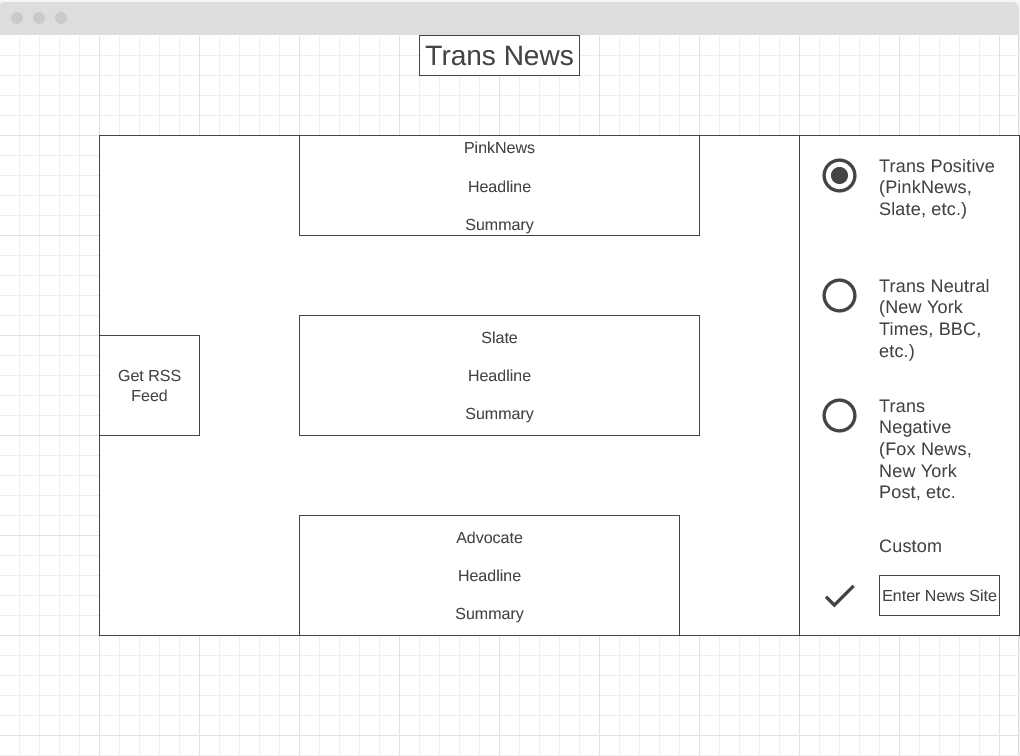 Trans News
PinkNews
Headline
Summary
Slate
Headline
Summary
Advocate
Headline
Summary
Get RSS
Feed
Trans Positive
(PinkNews,
Slate, etc.)
Trans Neutral
(New York
Times, BBC,
etc.)
Trans
Negative
(Fox News,
New York
Post, etc.
Custom
Enter News Site